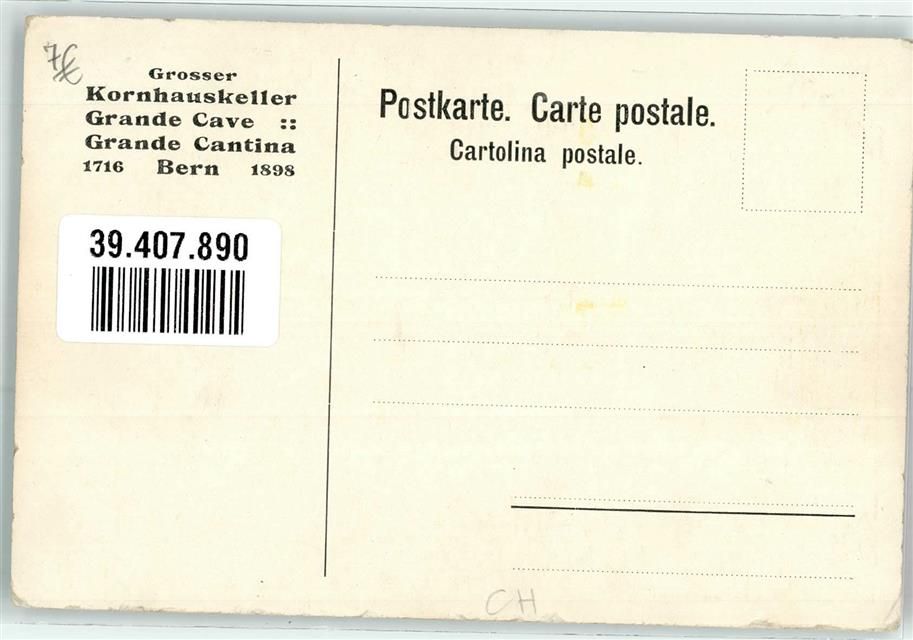 7€
Grosser
Kornhauskeller
Grande Cave ::
Grande Cantina
1716 Bern 1898
39.407.890
Postkarte. Carte postale.
Cartolina postale.
CH